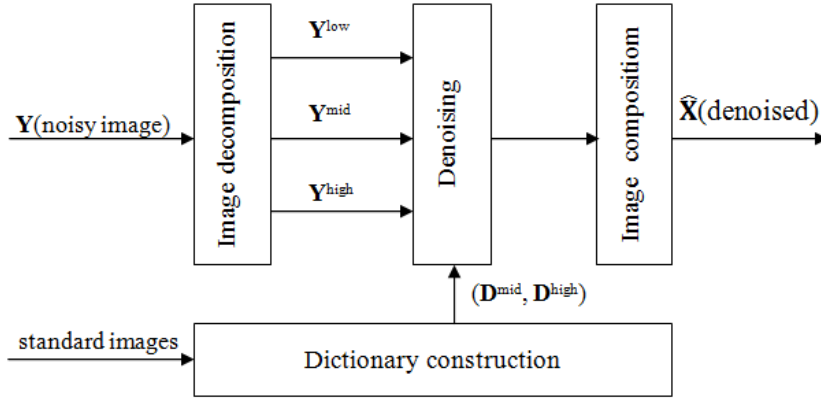 Y(noisy image)
Image decomposition
Y^low
Y^mid
Y^high
Denoising
Image compositiom
X̂(denoised)
(D^mid, D^high)
standard images
Dictionary construction